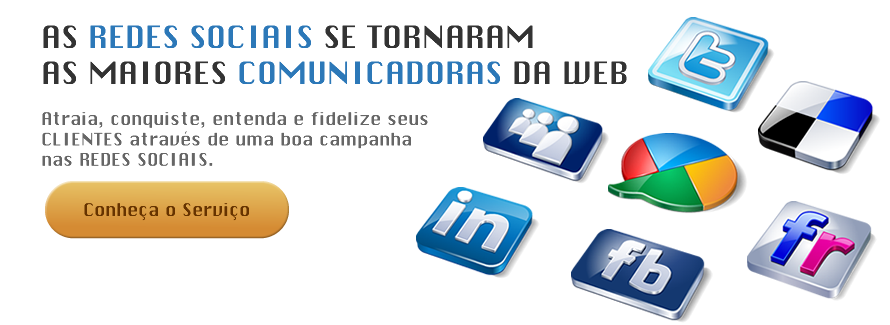 AS REDES SOCIAIS SE TORNARAM
AS MAIORES COMUNICADORAS DA WEB
Atraia, conquiste, entenda e fidelize seus
CLIENTES através de uma boa campanha
nas REDES SOCIAIS.
Conheça o Serviço
t
in
fb
fr